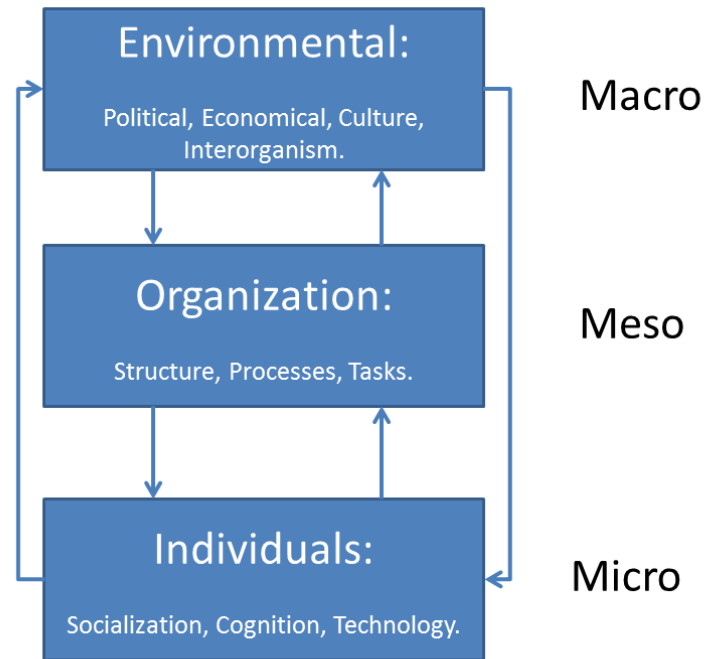 Environmental:
Political, Economical, Culture,
Interorganism.
Macro
Organization:
Structure, Processes, Tasks.
Meso
Individuals:
Socialization, Cognition, Technology.
Micro